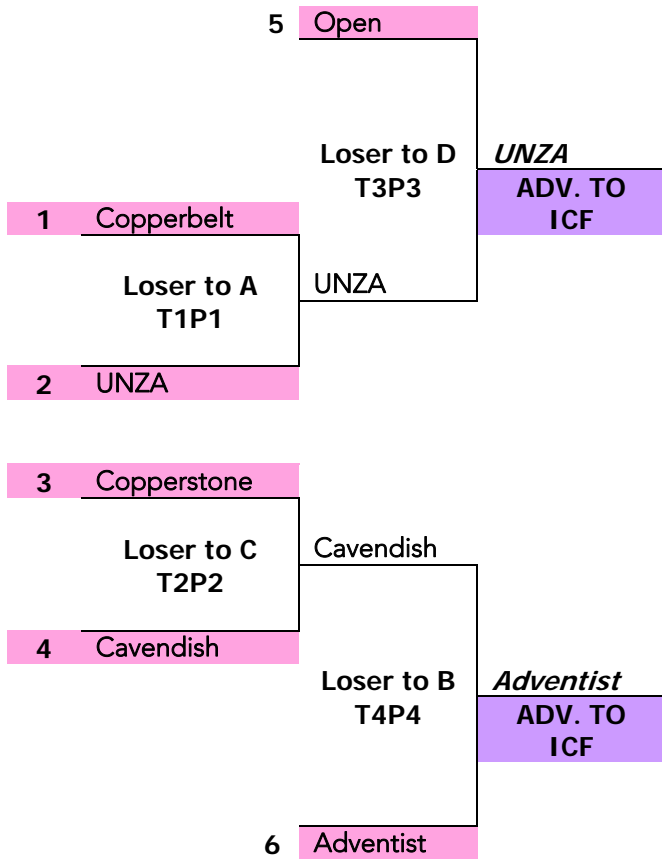 5 Open
Loser to D
T3P3
UNZA
ADV. TO
ICF
1 Copperbelt
Loser to A
T1P1
UNZA
2 UNZA
3 Copperstone
Loser to C
T2P2
Cavendish
4 Cavendish
Loser to B
T4P4
Adventist
ADV. TO
ICF
6 Adventist